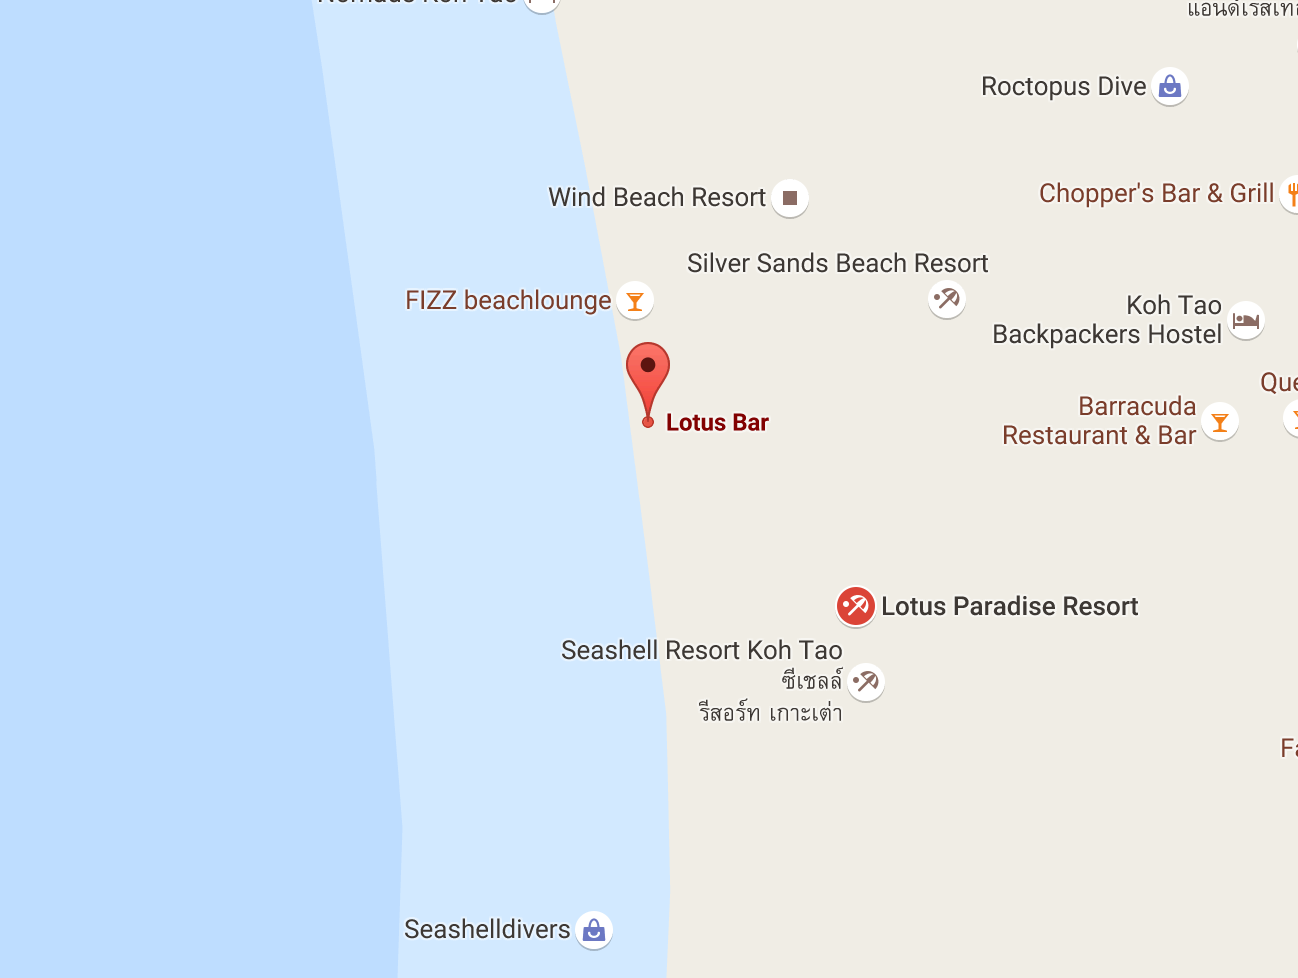 Roctopus Dive
Wind Beach Resort
Chopper's Bar & Grill
Silver Sands Beach Resort
FIZZ beachlounge
Koh Tao
Backpackers Hostel
Lotus Bar
Barracuda
Restaurant & Bar
Lotus Paradise Resort
Seashell Resort Koh Tao
ซีเชลล์
รีสอร์ท เกาะเต่า
Seashelldivers